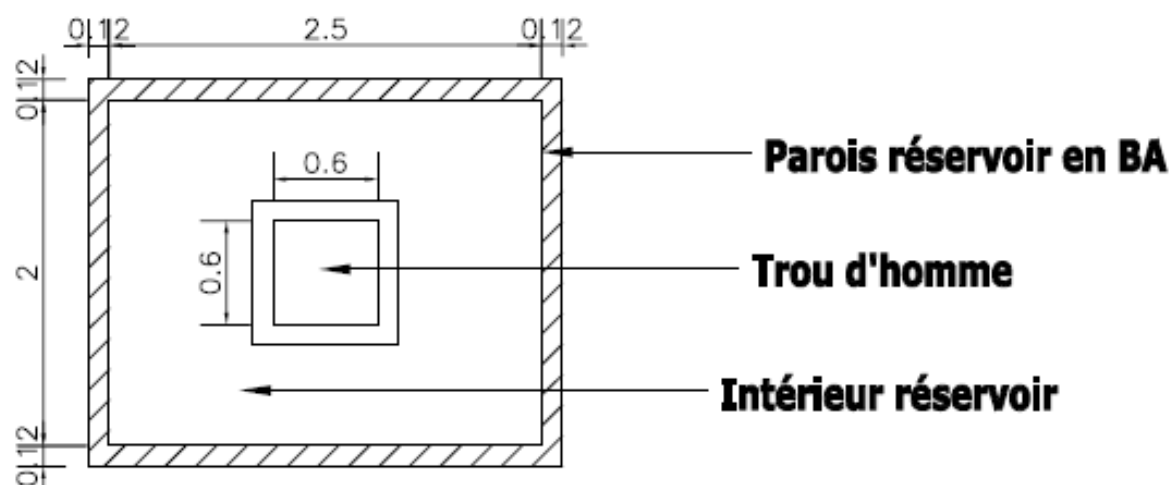 0.12 2.5 0.12
0.12
Parois réservoir en BA
0.6
Trou d'homme
0.6
2
Intérieur réservoir
0.12